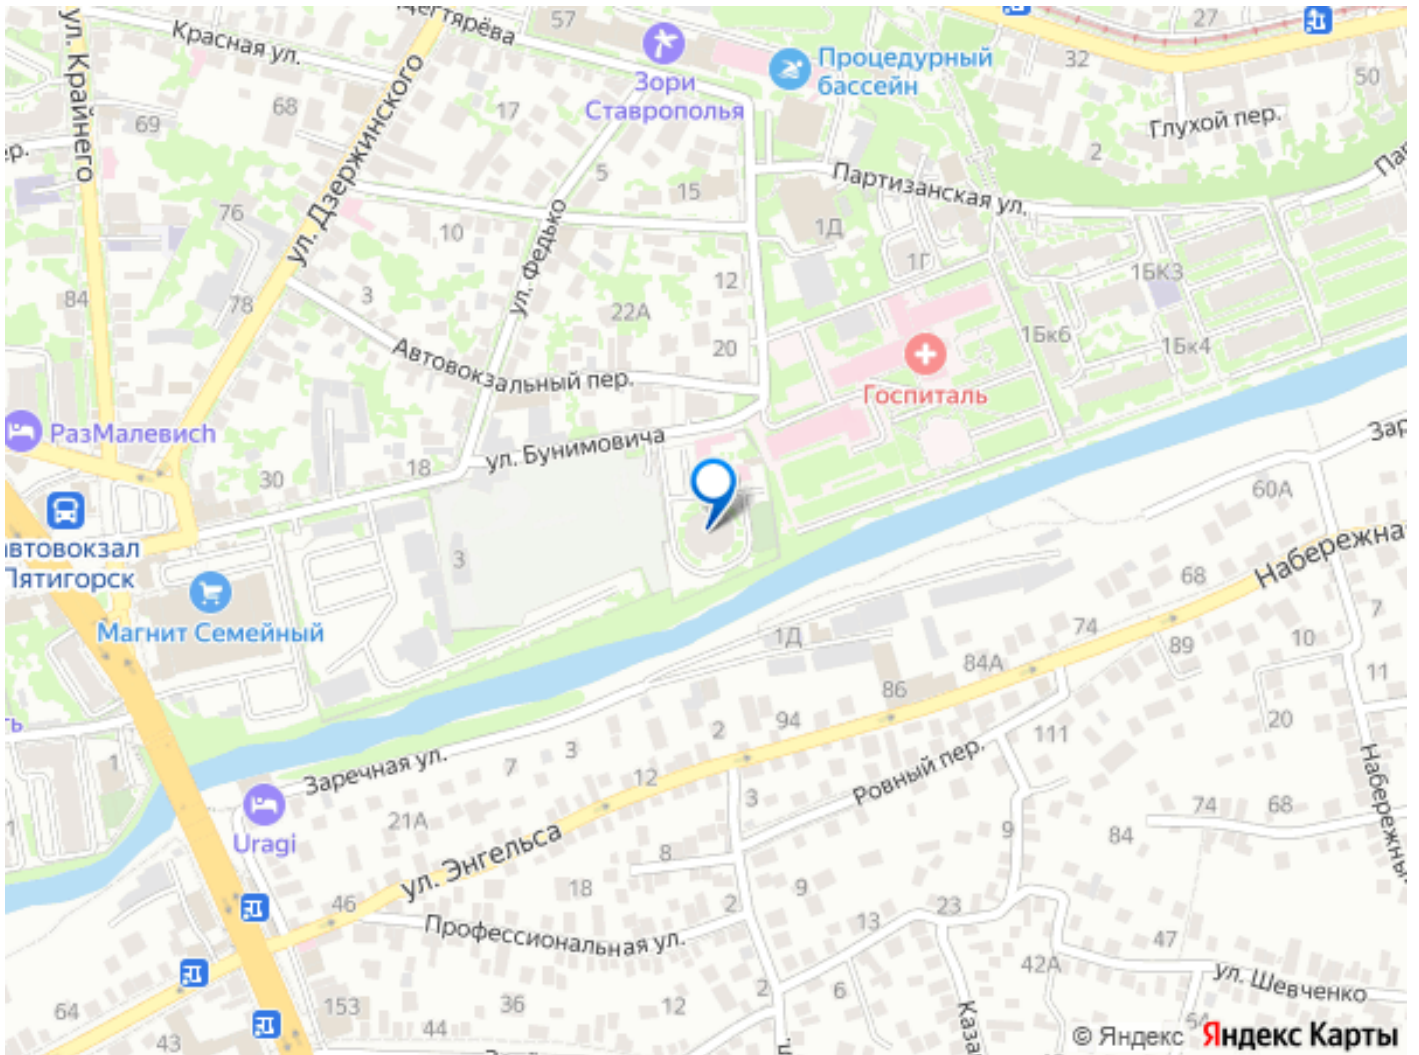 Дегтярёва
57
27
ул. Крайнего
Красная ул.
Зори
Ставрополья
Процедурный
бассейн
32
50
68
17
69
ул. Дзержинского
Глухой пер.
2
пер.
5
15
Партизанская ул.
76
10
1Д
ул. Федько
1Г
12
1БК3
84
78
3
22А
20
1Бк6
1Бк4
Автовокзальный пер.
Госпиталь
РазМалевич
ул. Бунимовича
18
30
60А
автовокзал
Пятигорск
3
Набережная
68
Магнит Семейный
7
1Д
74
10
89
84А
11
86
94
2
20
111
1
3
7
Заречная ул.
12
Ровный пер.
3
Набережный
74
68
84
9
Uragi
21А
ул. Энгельса
8
18
9
46
2
23
13
Профессиональная ул.
47
42А
ул. Шевченко
2
6
64
153
36
12
44
43
Каза
© Яндекс Яндекс Карты